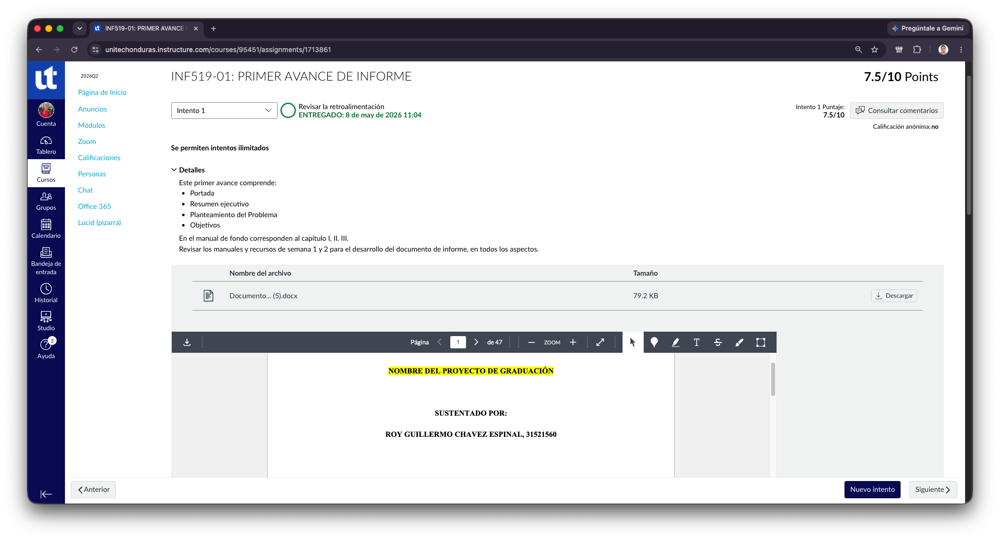 INF519-01: PRIMER AVANCE D
Pregúntale a Gemini
unitechonduras.instructure.com/courses/95451/assignments/1713861
ut
Cuenta
Tablero
Cursos
Grupos
Calendario
Bandeja de
entrada
Historial
Studio
2
Ayuda
2026Q2
Página de Inicio
Anuncios
Módulos
Zoom
Calificaciones
Personas
Chat
Office 365
Lucid (pizarra)
INF519-01: PRIMER AVANCE DE INFORME
7.5/10 Points
Intento 1
Revisar la retroalimentación
ENTREGADO: 8 de may de 2026 11:04
Intento 1 Puntaje:
7.5/10
Consultar comentarios
Calificación anónima: no
Se permiten intentos ilimitados
Detalles
Este primer avance comprende:
• Portada
• Resumen ejecutivo
• Planteamiento del Problema
• Objetivos
En el manual de fondo corresponden al capítulo I, II. III.
Revisar los manuales y recursos de semana 1 y 2 para el desarrollo del documento de informe, en todos los aspectos.
Nombre del archivo Tamaño
Documento... (5).docx 79.2 KB Descargar
Página 1 de 47 ZOOM
NOMBRE DEL PROYECTO DE GRADUACIÓN
SUSTENTADO POR:
ROY GUILLERMO CHAVEZ ESPINAL, 31521560
Anterior
Nuevo intento
Siguiente